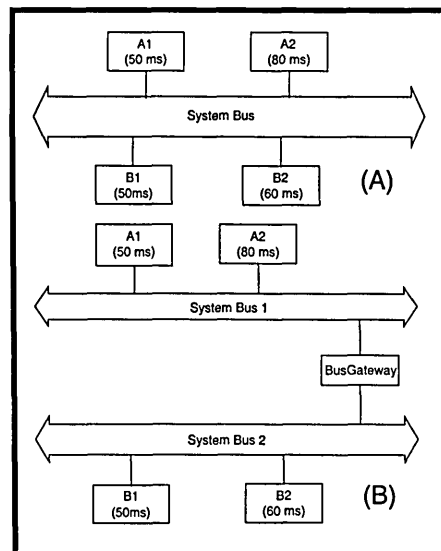 A1
(50 ms)
A2
(80 ms)
System Bus
B1
(50ms)
B2
(60 ms)
(A)
A1
(50 ms)
A2
(80 ms)
System Bus 1
BusGateway
System Bus 2
B1
(50ms)
B2
(60 ms)
(B)